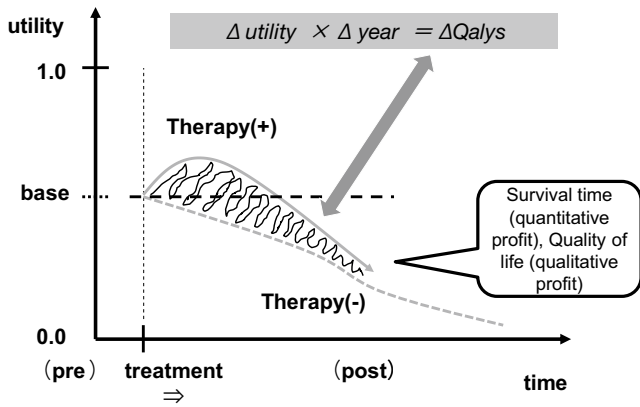 utility
Δ utility × Δ year = ΔQalys
1.0
Therapy(+)
base
Survival time
(quantitative
profit), Quality of
life (qualitative
profit)
Therapy(-)
0.0
(pre) treatment (post)
⇒
time